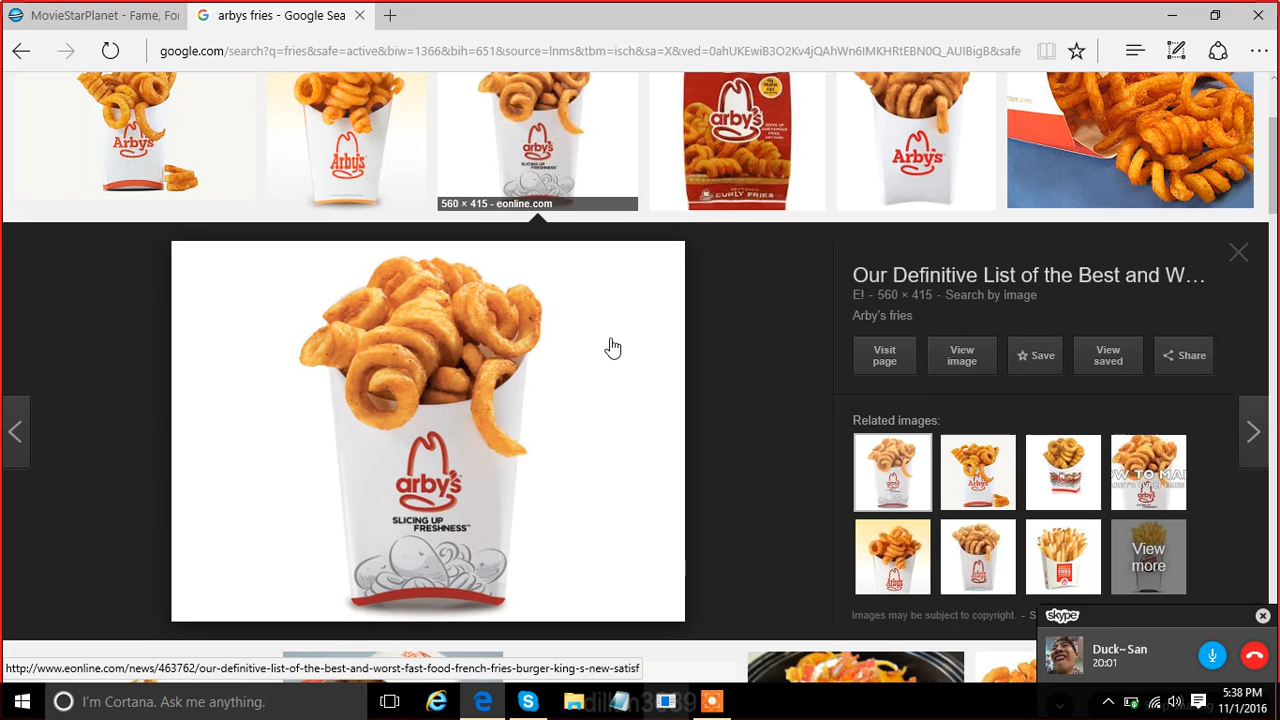 MovieStarPlanet - Fame, For
arbys fries - Google Sea
google.com/search?q=fries&safe=active&biw=1366&bih=651&source=lnms&tbm=isch&sa=X&ved=0ahUKEwiB3O2Kv4jQAhWn6IMKHRtEBN0Q_AUIBigB&safe
Arby's
Arby's
arby's
SLICING UP
FRESHNESS
arby's
CURLY FRIES
Arby's
560 × 415 - eonline.com
arby's
SLICING UP
FRESHNESS™
Our Definitive List of the Best and W...
E! - 560 × 415 - Search by image
Arby's fries
Visit page
View image
Save
View saved
Share
Related images:
HOW TO MA
View more
Images may be subject to copyright. - S
skype
Duck~San
20:01
http://www.eonline.com/news/463762/our-definitive-list-of-the-best-and-worst-fast-food-french-fries-burger-king-s-new-satisf
I'm Cortana. Ask me anything.
5:38 PM
11/1/2016